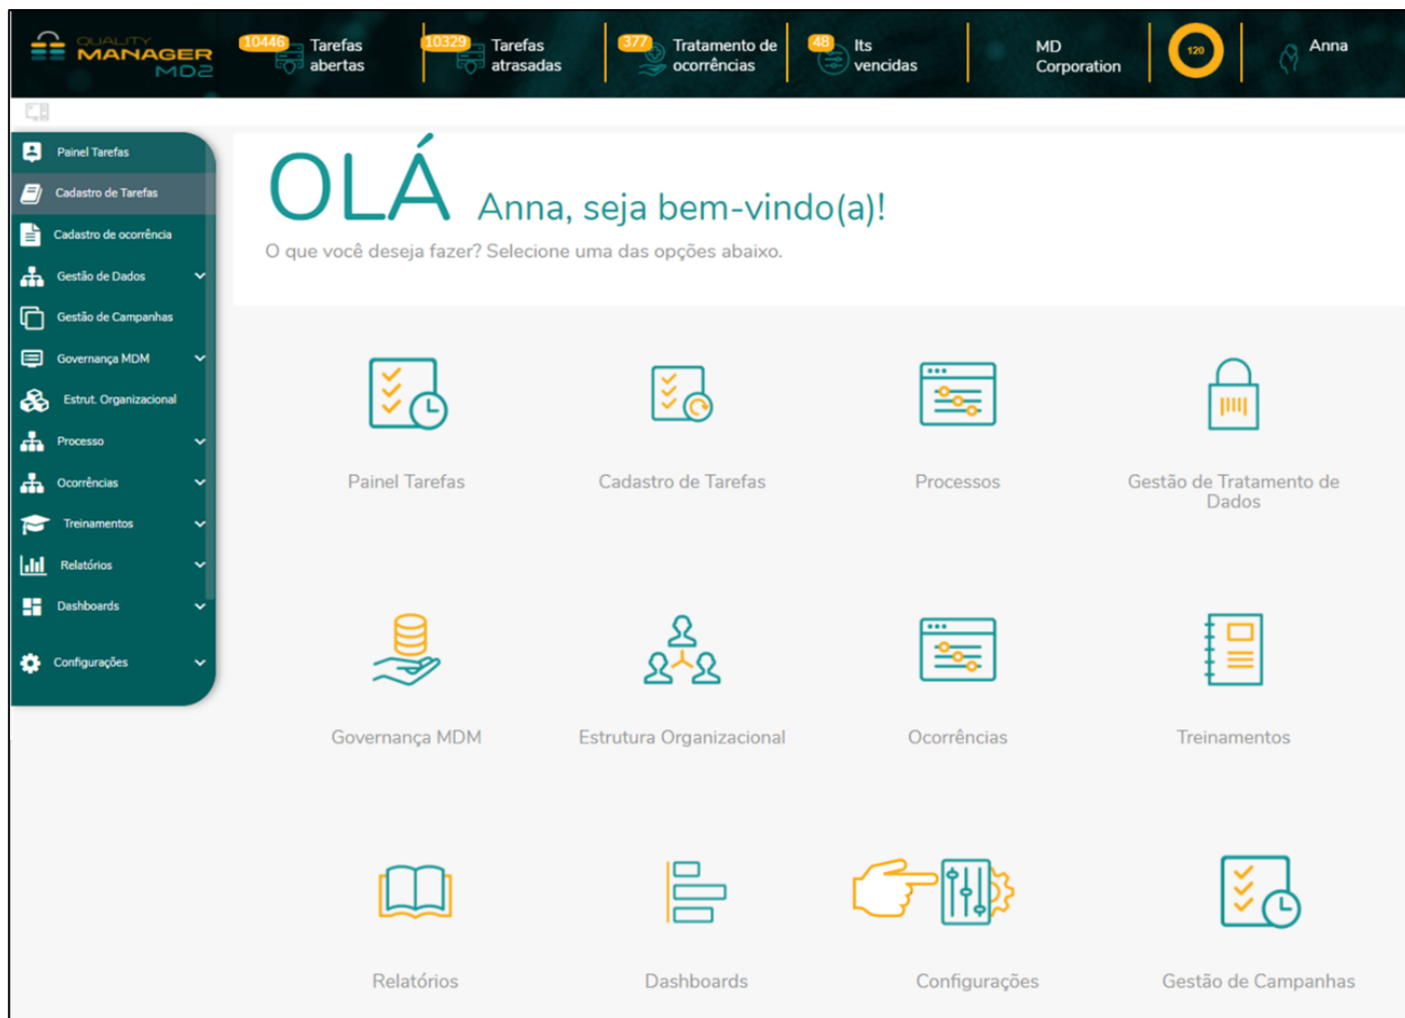 QUALITY
MANAGER
MD2
10446
Tarefas
abertas
10329
Tarefas
atrasadas
377
Tratamento de
ocorrências
48
Its
vencidas
MD
Corporation
120
Anna
Painel Tarefas
Cadastro de Tarefas
Cadastro de ocorrência
Gestão de Dados
Gestão de Campanhas
Governança MDM
Estrut. Organizacional
Processo
Ocorrências
Treinamentos
Relatórios
Dashboards
Configurações
OLÁ Anna, seja bem-vindo(a)!
O que você deseja fazer? Selecione uma das opções abaixo.
Painel Tarefas
Cadastro de Tarefas
Processos
Gestão de Tratamento de
Dados
Governança MDM
Estrutura Organizacional
Ocorrências
Treinamentos
Relatórios
Dashboards
Configurações
Gestão de Campanhas